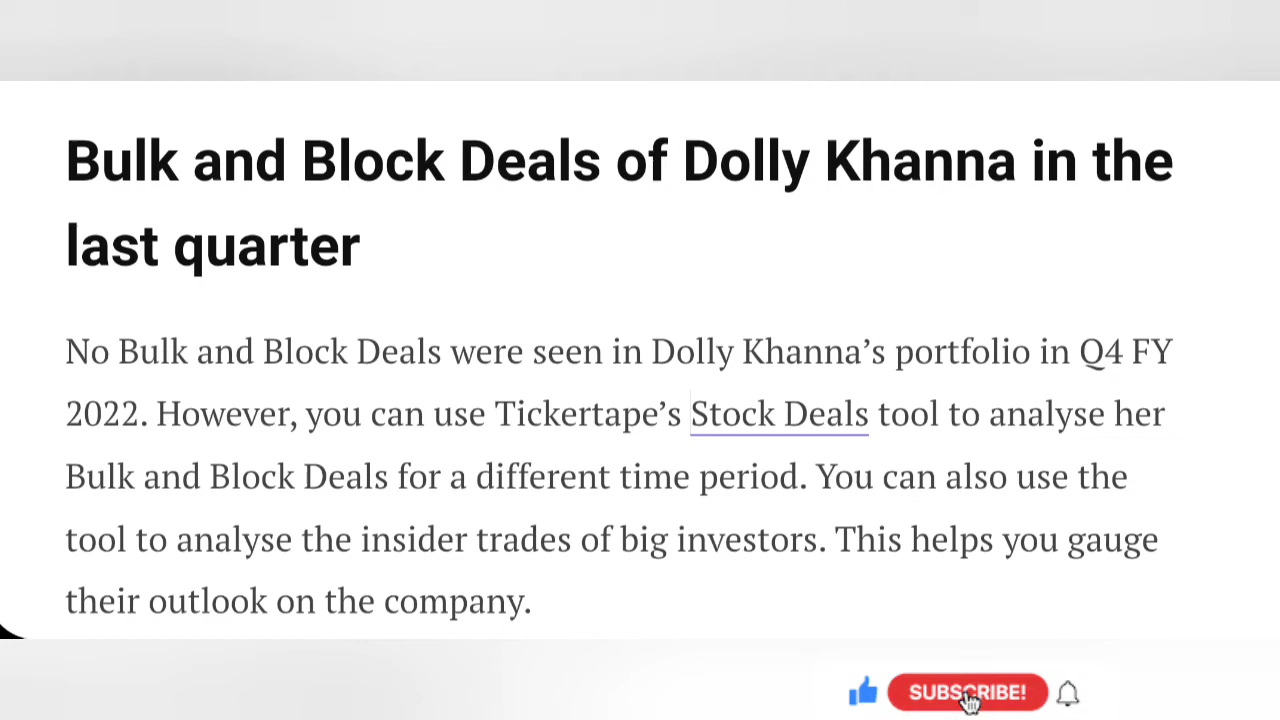 Bulk and Block Deals of Dolly Khanna in the
last quarter
No Bulk and Block Deals were seen in Dolly Khanna’s portfolio in Q4 FY
2022. However, you can use Tickertape’s Stock Deals tool to analyse her
Bulk and Block Deals for a different time period. You can also use the
tool to analyse the insider trades of big investors. This helps you gauge
their outlook on the company.
SUBSCRIBE!